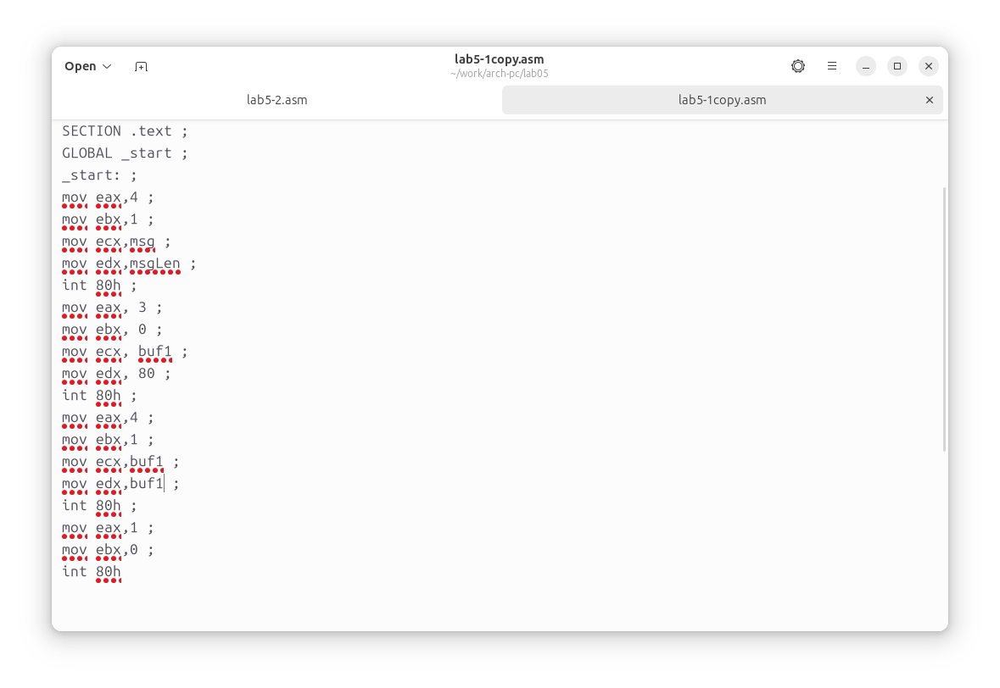 Open
lab5-1copy.asm
~/work/arch-pc/lab05
lab5-2.asm
lab5-1copy.asm
SECTION .text ;
GLOBAL _start ;
_start: ;
mov eax,4 ;
mov ebx,1 ;
mov ecx,msg ;
mov edx,msgLen ;
int 80h ;
mov eax, 3 ;
mov ebx, 0 ;
mov ecx, buf1 ;
mov edx, 80 ;
int 80h ;
mov eax,4 ;
mov ebx,1 ;
mov ecx,buf1 ;
mov edx,buf1 ;
int 80h ;
mov eax,1 ;
mov ebx,0 ;
int 80h